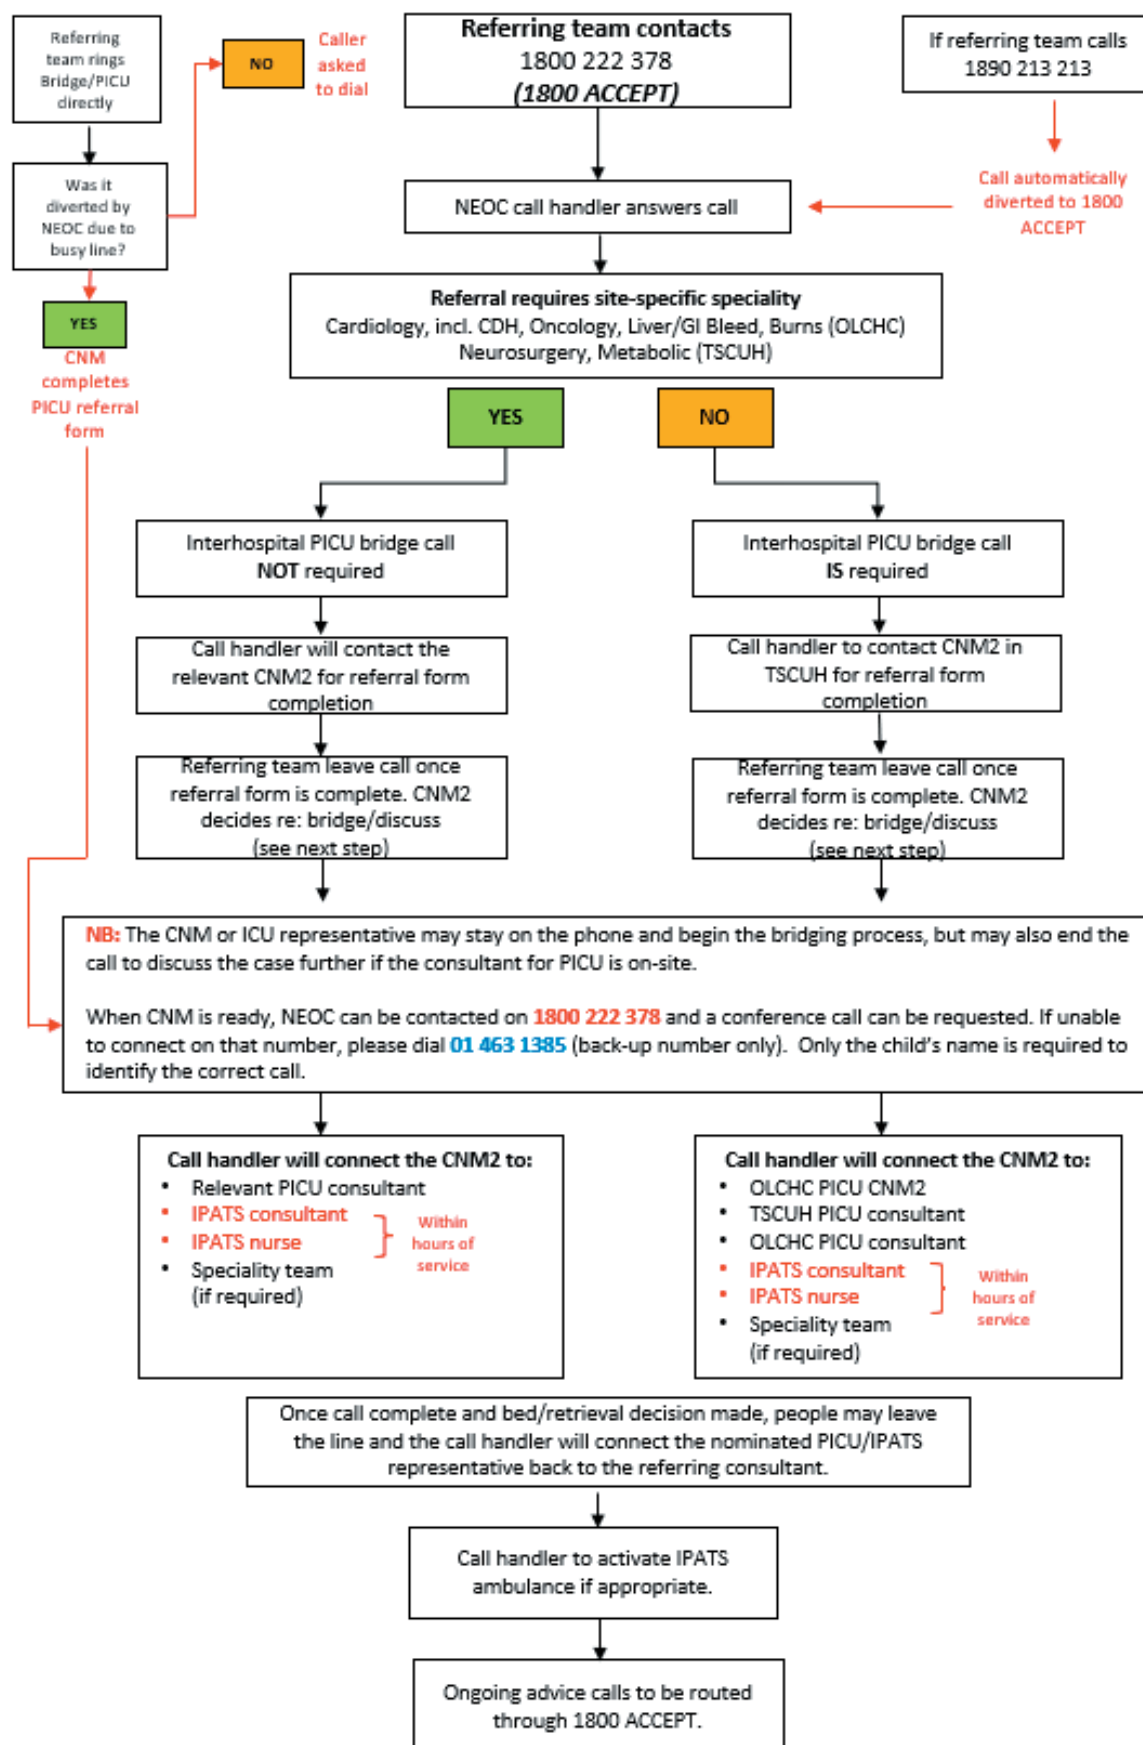 Referring
team rings
Bridge/PICU
directly
NO
Caller
asked
to dial
Referring team contacts
1800 222 378
(1800 ACCEPT)
If referring team calls
1890 213 213
Was it
diverted by
NEOC due to
busy line?
NEOC call handler answers call
Call automatically
diverted to 1800
ACCEPT
YES
CNM
completes
PICU referral
form
Referral requires site-specific speciality
Cardiology, incl. CDH, Oncology, Liver/GI Bleed, Burns (OLCHC)
Neurosurgery, Metabolic (TSCUH)
YES
NO
Interhospital PICU bridge call
NOT required
Interhospital PICU bridge call
IS required
Call handler will contact the
relevant CNM2 for referral form
completion
Call handler to contact CNM2 in
TSCUH for referral form
completion
Referring team leave call once
referral form is complete. CNM2
decides re: bridge/discuss
(see next step)
Referring team leave call once
referral form is complete. CNM2
decides re: bridge/discuss
(see next step)
NB: The CNM or ICU representative may stay on the phone and begin the bridging process, but may also end the
call to discuss the case further if the consultant for PICU is on-site.
When CNM is ready, NEOC can be contacted on 1800 222 378 and a conference call can be requested. If unable
to connect on that number, please dial 01 463 1385 (back-up number only). Only the child's name is required to
identify the correct call.
Call handler will connect the CNM2 to:
• Relevant PICU consultant
• IPATS consultant
• IPATS nurse
• Speciality team
(if required)
Within
hours of
service
Call handler will connect the CNM2 to:
• OLCHC PICU CNM2
• TSCUH PICU consultant
• OLCHC PICU consultant
• IPATS consultant
• IPATS nurse
• Speciality team
(if required)
Within
hours of
service
Once call complete and bed/retrieval decision made, people may leave
the line and the call handler will connect the nominated PICU/IPATS
representative back to the referring consultant.
Call handler to activate IPATS
ambulance if appropriate.
Ongoing advice calls to be routed
through 1800 ACCEPT.